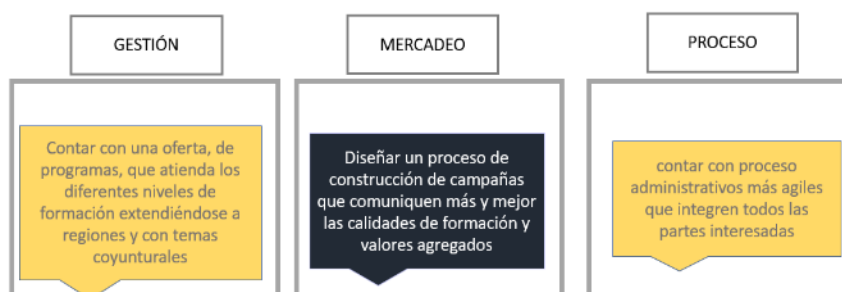 GESTIÓN
Contar con una oferta, de
programas, que atienda los
diferentes niveles de
formación extendiéndose a
regiones y con temas
coyunturales
MERCADEO
Diseñar un proceso de
construcción de campañas
que comuniquen más y mejor
las calidades de formación y
valores agregados
PROCESO
contar con proceso
administrativos más agiles
que integren todos las
partes interesadas